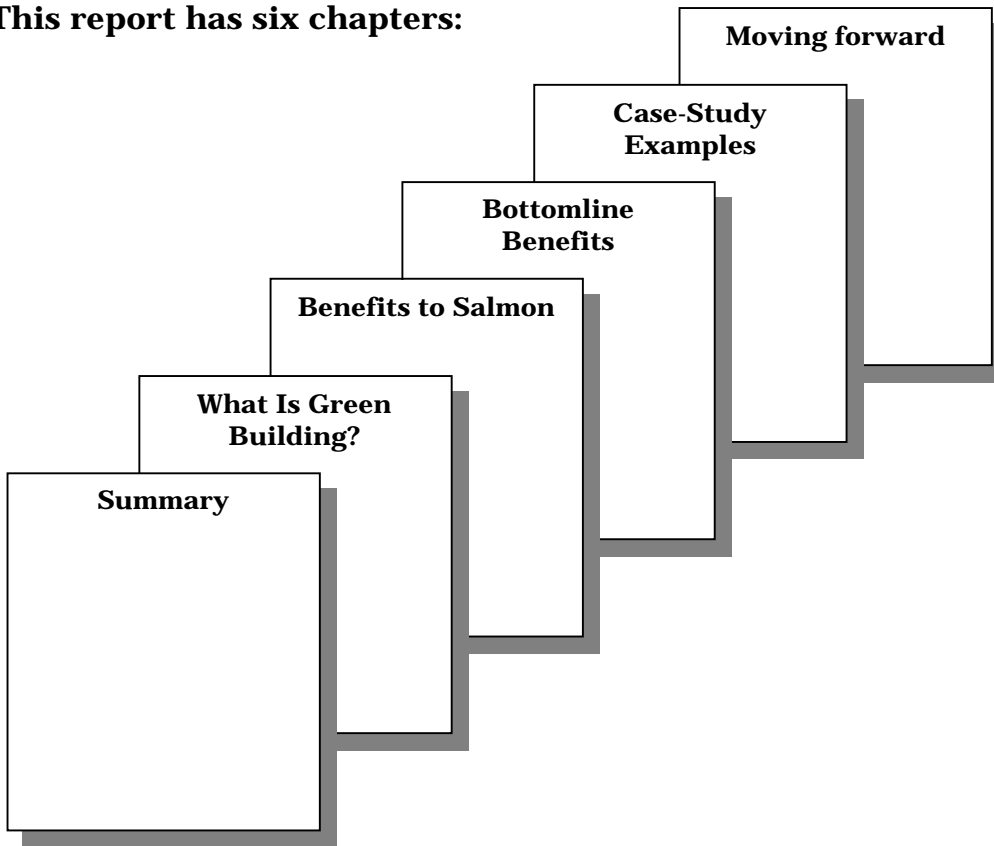 This report has six chapters:
Moving forward
Case-Study
Examples
Bottomline
Benefits
Benefits to Salmon
What Is Green
Building?
Summary